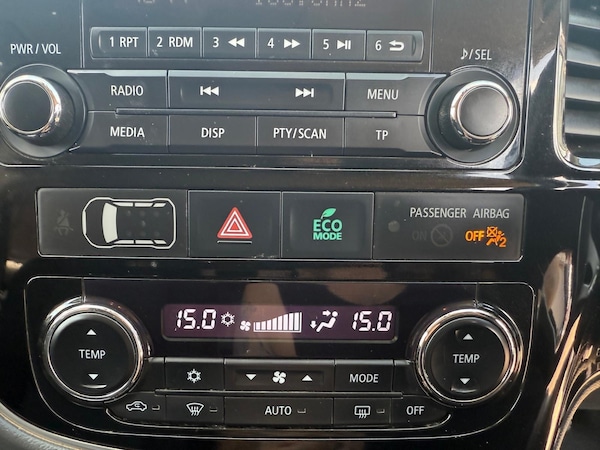 1 RPT 2 RDM 3 4 5 6
PWR / VOL
/ SEL
RADIO MENU
MEDIA DISP PTY/SCAN TP
ECO
MODE
PASSENGER AIRBAG
ON OFF 2
15.0 15.0
TEMP TEMP
MODE
AUTO OFF